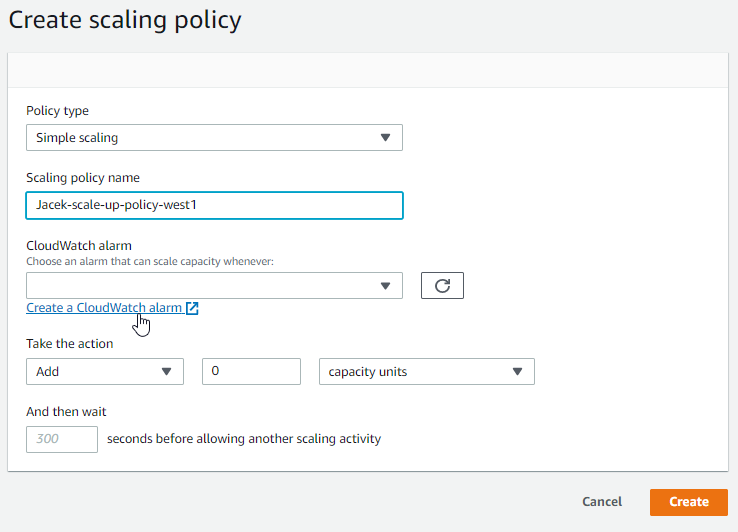 Create scaling policy
Policy type
Simple scaling
Scaling policy name
Jacek-scale-up-policy-west1
CloudWatch alarm
Choose an alarm that can scale capacity whenever:
Create a CloudWatch alarm
Take the action
Add 0 capacity units
And then wait
300 seconds before allowing another scaling activity
Cancel Create